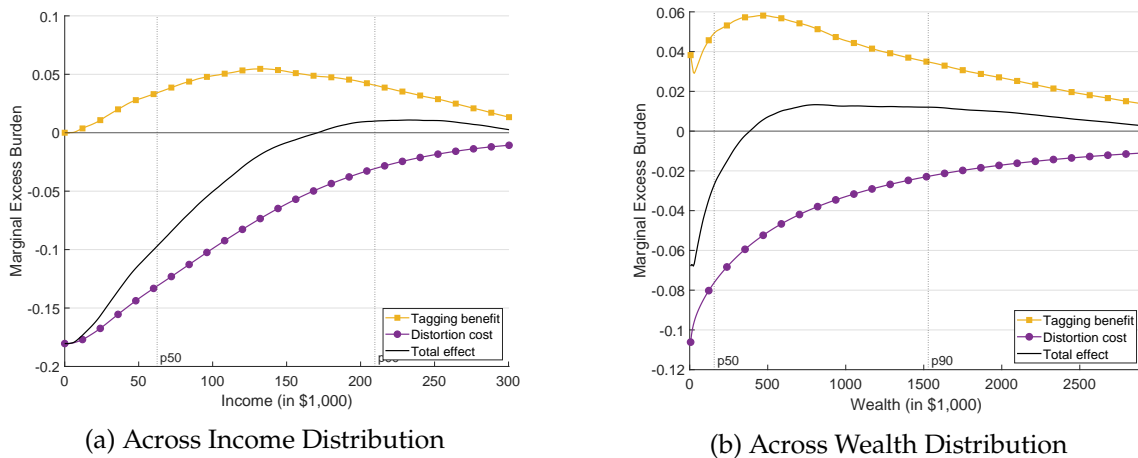 0.1
0.05
0
-0.05
-0.1
-0.15
-0.2
Marginal Excess Burden
0 50 100 150 200 250 300
Income (in $1,000)
p50
Tagging benefit
Distortion cost
Total effect
(a) Across Income Distribution
0.06
0.04
0.02
0
-0.02
-0.04
-0.06
-0.08
-0.1
-0.12
Marginal Excess Burden
0 500 1000 1500 2000 2500
Wealth (in $1,000)
p50
p90
Tagging benefit
Distortion cost
Total effect
(b) Across Wealth Distribution